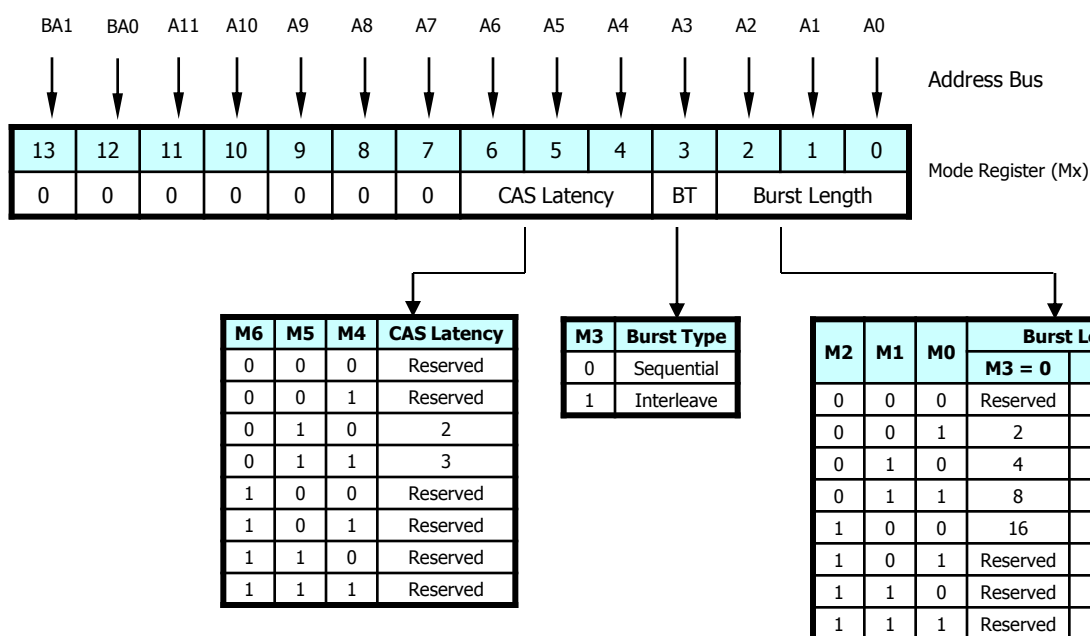 BA1 BA0 A11 A10 A9 A8 A7 A6 A5 A4 A3 A2 A1 A0
Address Bus
13 12 11 10 9 8 7 6 5 4 3 2 1 0
Mode Register (Mx)
0 0 0 0 0 0 0 CAS Latency BT Burst Length
M6 M5 M4 CAS Latency
0 0 0 Reserved
0 0 1 Reserved
0 1 0 2
0 1 1 3
1 0 0 Reserved
1 0 1 Reserved
1 1 0 Reserved
1 1 1 Reserved
M3 Burst Type
0 Sequential
1 Interleave
M2 M1 M0 Burst
M3 = 0
0 0 0 Reserved
0 0 1 2
0 1 0 4
0 1 1 8
1 0 0 16
1 0 1 Reserved
1 1 0 Reserved
1 1 1 Reserved